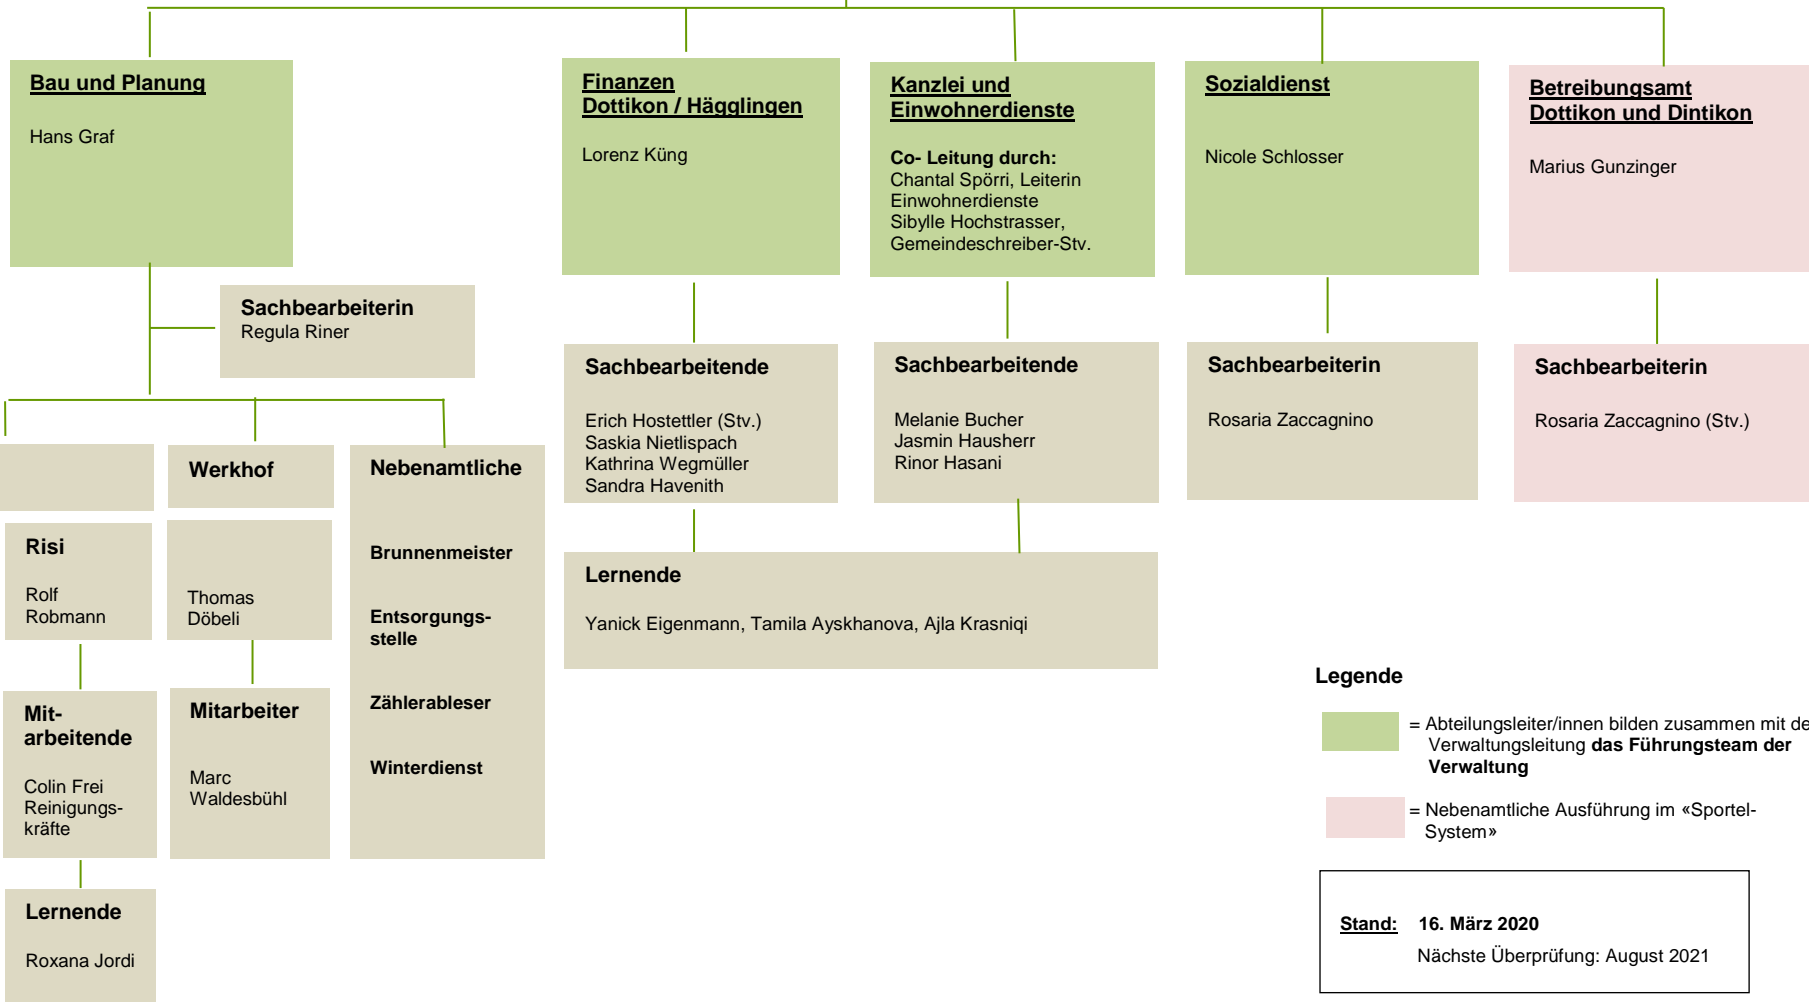 Bau und Planung
Hans Graf
Finanzen
Dottikon / Hägglingen
Lorenz Küng
Kanzlei und
Einwohnerdienste
Co- Leitung durch:
Chantal Spörri, Leiterin
Einwohnerdienste
Sibylle Hochstrasser,
Gemeindeschreiber-Stv.
Sozialdienst
Nicole Schlosser
Betreibungsamt
Dottikon und Dintikon
Marius Gunzinger
Sachbearbeiterin
Regula Riner
Sachbearbeitende
Erich Hostettler (Stv.)
Saskia Nietlispach
Kathrina Wegmüller
Sandra Havenith
Sachbearbeitende
Melanie Bucher
Jasmin Hausherr
Rinor Hasani
Sachbearbeiterin
Rosaria Zaccagnino
Sachbearbeiterin
Rosaria Zaccagnino (Stv.)
Werkhof
Nebenamtliche
Brunnenmeister
Entsorgungs-
stelle
Zählerableser
Winterdienst
Risi
Rolf
Robmann
Thomas
Döbeli
Lernende
Yanick Eigenmann, Tamila Ayskhanova, Ajla Krasniqi
Mit-
arbeitende
Colin Frei
Reinigungs-
kräfte
Mitarbeiter
Marc
Waldesbühl
Lernende
Roxana Jordi
Legende
= Abteilungsleiter/innen bilden zusammen mit de
Verwaltungsleitung das Führungsteam der
Verwaltung
= Nebenamtliche Ausführung im «Sportel-
System»
Stand: 16. März 2020
Nächste Überprüfung: August 2021